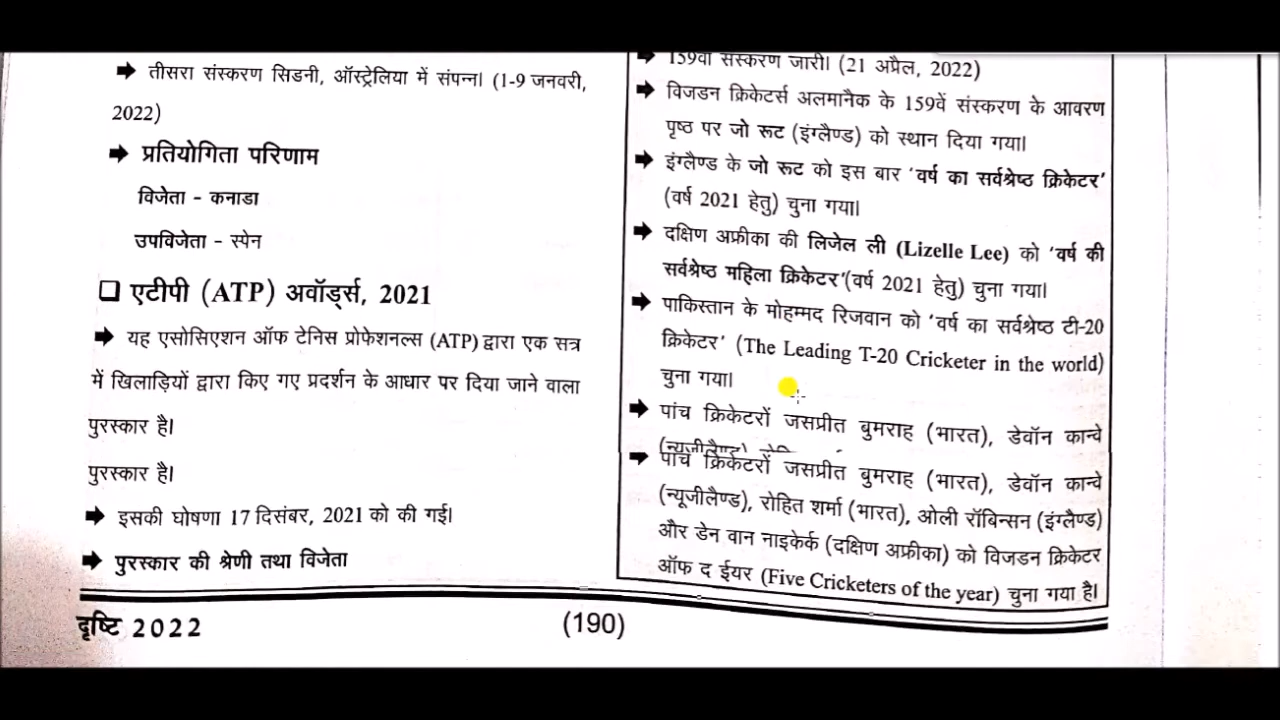 ➡ तीसरा संस्करण सिडनी, ऑस्ट्रेलिया में संपन्न। (1-9 जनवरी,
2022)
➡ प्रतियोगिता परिणाम
विजेता - कनाडा
उपविजेता - स्पेन
❑ एटीपी (ATP) अवॉर्ड्स, 2021
➡ यह एसोसिएशन ऑफ टेनिस प्रोफेशनल्स (ATP) द्वारा एक सत्र
में खिलाड़ियों द्वारा किए गए प्रदर्शन के आधार पर दिया जाने वाला
पुरस्कार है।
पुरस्कार है।
➡ इसकी घोषणा 17 दिसंबर, 2021 को की गई।
➡ पुरस्कार की श्रेणी तथा विजेता
➡ 159वां संस्करण जारी। (21 अप्रैल, 2022)
➡ विजडन क्रिकेटर्स अलमानैक के 159वें संस्करण के आवरण
पृष्ठ पर जो रूट (इंग्लैण्ड) को स्थान दिया गया।
➡ इंग्लैण्ड के जो रूट को इस बार 'वर्ष का सर्वश्रेष्ठ क्रिकेटर'
(वर्ष 2021 हेतु) चुना गया।
➡ दक्षिण अफ्रीका की लिजेल ली (Lizelle Lee) को 'वर्ष की
सर्वश्रेष्ठ महिला क्रिकेटर'(वर्ष 2021 हेतु) चुना गया।
➡ पाकिस्तान के मोहम्मद रिजवान को 'वर्ष का सर्वश्रेष्ठ टी-20
क्रिकेटर' (The Leading T-20 Cricketer in the world)
चुना गया।
➡ पांच क्रिकेटरों जसप्रीत बुमराह (भारत), डेवॉन कान्वे
(न्यूजीलैण्ड),
➡ पांच क्रिकेटरों जसप्रीत बुमराह (भारत), डेवॉन कान्वे
(न्यूजीलैण्ड), रोहित शर्मा (भारत), ओली रॉबिन्सन (इंग्लैण्ड)
और डेन वान नाइकेर्क (दक्षिण अफ्रीका) को विजडन क्रिकेटर
ऑफ द ईयर (Five Cricketers of the year) चुना गया है।
दृष्टि 2022
(190)